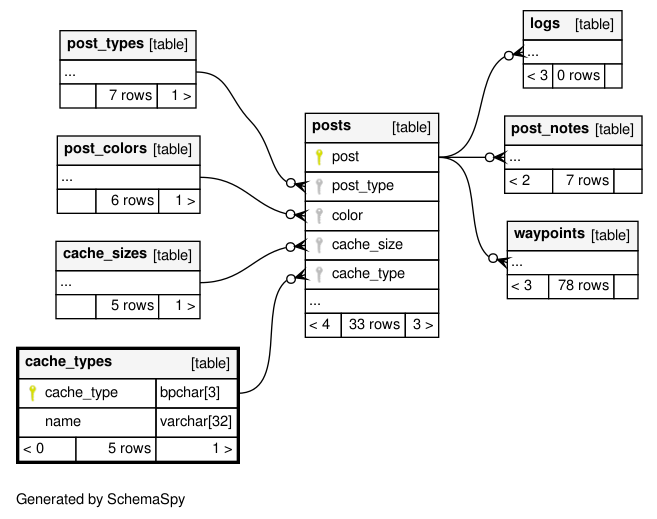 post_types [table]
...
7 rows 1 >
post_colors [table]
...
6 rows 1 >
cache_sizes [table]
...
5 rows 1 >
cache_types [table]
cache_type bpchar[3]
name varchar[32]
< 0 5 rows 1 >
posts [table]
post
post_type
color
cache_size
cache_type
...
< 4 33 rows 3 >
logs [table]
...
< 3 0 rows
post_notes [table]
...
< 2 7 rows
waypoints [table]
...
< 3 78 rows
Generated by SchemaSpy